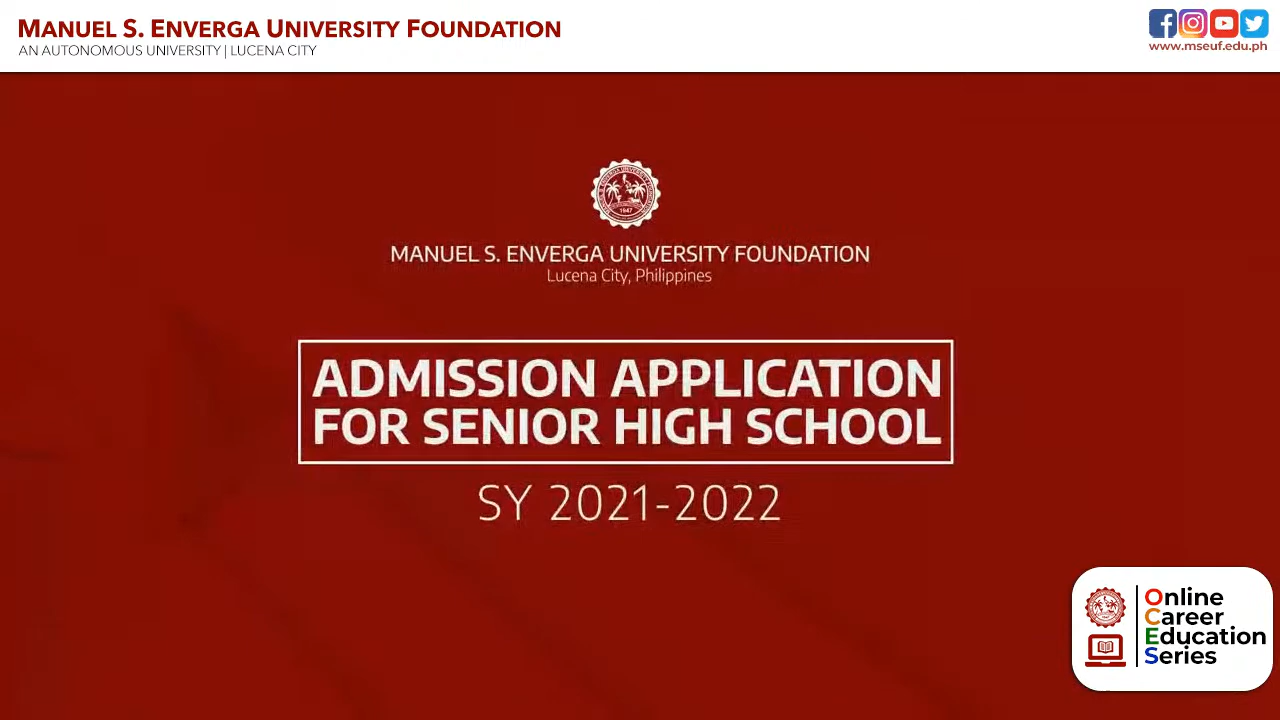 MANUEL S. ENVERGA UNIVERSITY FOUNDATION
AN AUTONOMOUS UNIVERSITY | LUCENA CITY
www.mseuf.edu.ph
1947
MANUEL S. ENVERGA UNIVERSITY FOUNDATION
Lucena City, Philippines
ADMISSION APPLICATION
FOR SENIOR HIGH SCHOOL
SY 2021-2022
Online
Career
Education
Series